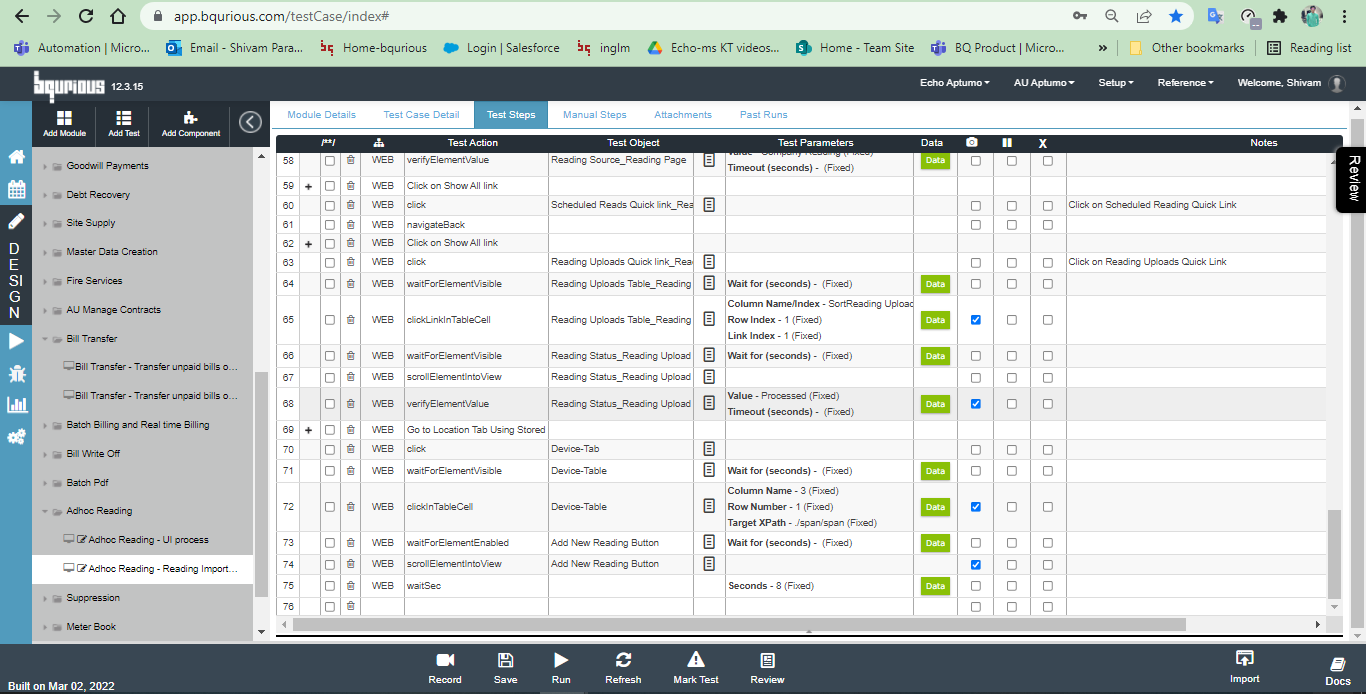 app.bqurious.com/testCase/index#
Automation | Micro... Email - Shivam Para... Home-bqurious Login | Salesforce inglm Echo-ms KT videos... Home - Team Site BQ Product | Micro... » Other bookmarks Reading list
bqurious 12.3.15 Echo Aptumo AU Aptumo Setup Reference Welcome, Shivam
Add Module Add Test Add Component
Module Details Test Case Detail Test Steps Manual Steps Attachments Past Runs
DESIGN
Goodwill Payments
Debt Recovery
Site Supply
Master Data Creation
Fire Services
AU Manage Contracts
Bill Transfer
Bill Transfer - Transfer unpaid bills o...
Bill Transfer - Transfer unpaid bills o...
Batch Billing and Real time Billing
Bill Write Off
Batch Pdf
Adhoc Reading
Adhoc Reading - UI process
Adhoc Reading - Reading Import...
Suppression
Meter Book
/**/ Test Action Test Object Test Parameters Data X Notes
58 WEB verifyElementValue Reading Source_Reading Page Value - Company Reading (Fixed) Data
Timeout (seconds) - (Fixed)
59 + WEB Click on Show All link
60 WEB click Scheduled Reads Quick link_Rea Click on Scheduled Reading Quick Link
61 WEB navigateBack
62 + WEB Click on Show All link
63 WEB click Reading Uploads Quick link_Rea Click on Reading Uploads Quick Link
64 WEB waitForElementVisible Reading Uploads Table_Reading Wait for (seconds) - (Fixed) Data
65 WEB clickLinkInTableCell Reading Uploads Table_Reading Column Name/Index - SortReading Upload Data
Row Index - 1 (Fixed)
Link Index - 1 (Fixed)
66 WEB waitForElementVisible Reading Status_Reading Upload Wait for (seconds) - (Fixed) Data
67 WEB scrollElementIntoView Reading Status_Reading Upload
68 WEB verifyElementValue Reading Status_Reading Upload Value - Processed (Fixed) Data
Timeout (seconds) - (Fixed)
69 + WEB Go to Location Tab Using Stored
70 WEB click Device-Tab
71 WEB waitForElementVisible Device-Table Wait for (seconds) - (Fixed) Data
72 WEB clickInTableCell Device-Table Column Name - 3 (Fixed) Data
Row Number - 1 (Fixed)
Target XPath - ./span/span (Fixed)
73 WEB waitForElementEnabled Add New Reading Button Wait for (seconds) - (Fixed) Data
74 WEB scrollElementIntoView Add New Reading Button
75 WEB waitSec Seconds - 8 (Fixed) Data
76
Review
Record Save Run Refresh Mark Test Review Import Docs
Built on Mar 02, 2022